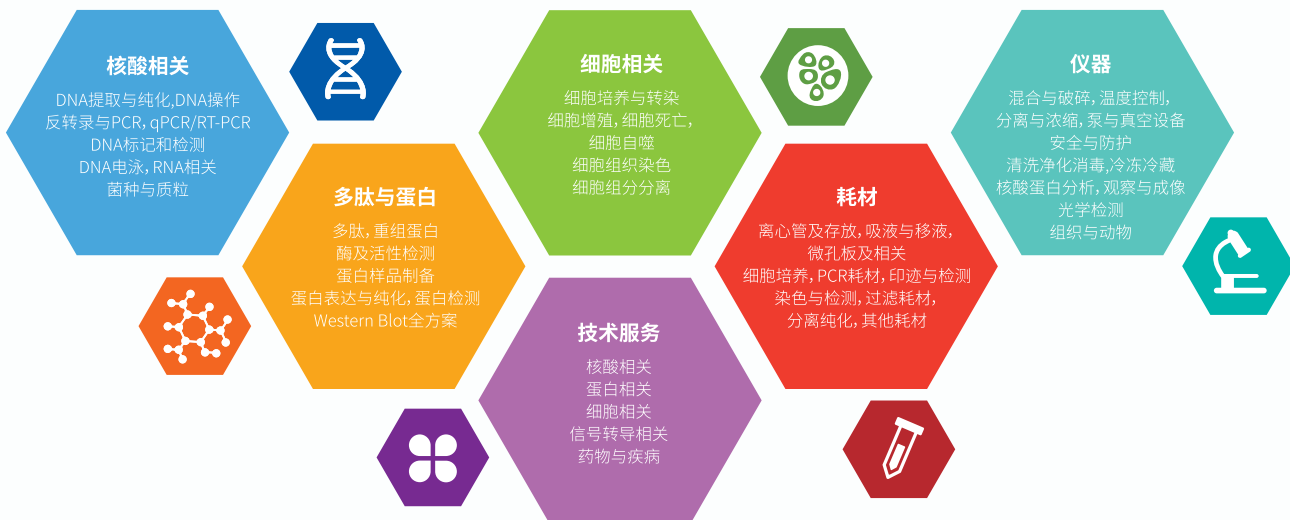 核酸相关
DNA提取与纯化,DNA操作
反转录与PCR, qPCR/RT-PCR
DNA标记和检测
DNA电泳, RNA相关
菌种与质粒
多肽与蛋白
多肽, 重组蛋白
酶及活性检测
蛋白样品制备
蛋白表达与纯化, 蛋白检测
Western Blot全方案
细胞相关
细胞培养与转染
细胞增殖, 细胞死亡,
细胞自噬
细胞组织染色
细胞组分分离
技术服务
核酸相关
蛋白相关
细胞相关
信号转导相关
药物与疾病
耗材
离心管及存放, 吸液与移液,
微孔板及相关
细胞培养, PCR耗材, 印迹与检测
染色与检测, 过滤耗材,
分离纯化, 其他耗材
仪器
混合与破碎, 温度控制,
分离与浓缩, 泵与真空设备
安全与防护
清洗净化消毒,冷冻冷藏
核酸蛋白分析, 观察与成像
光学检测
组织与动物